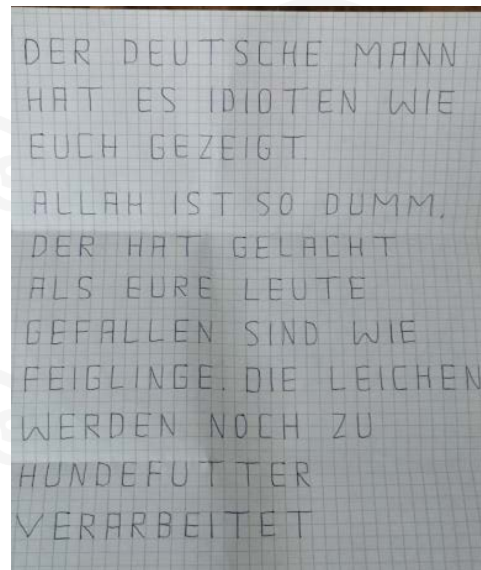 DER DEUTSCHE MANN
HAT ES IDIOTEN WIE
EUCH GEZEIGT.
ALLAH IST SO DUMM.
DER HAT GELACHT
ALS EURE LEUTE
GEFALLEN SIND WIE
FEIGLINGE. DIE LEICHEN
WERDEN NOCH ZU
HUNDEFUTTER
VERARBEITET